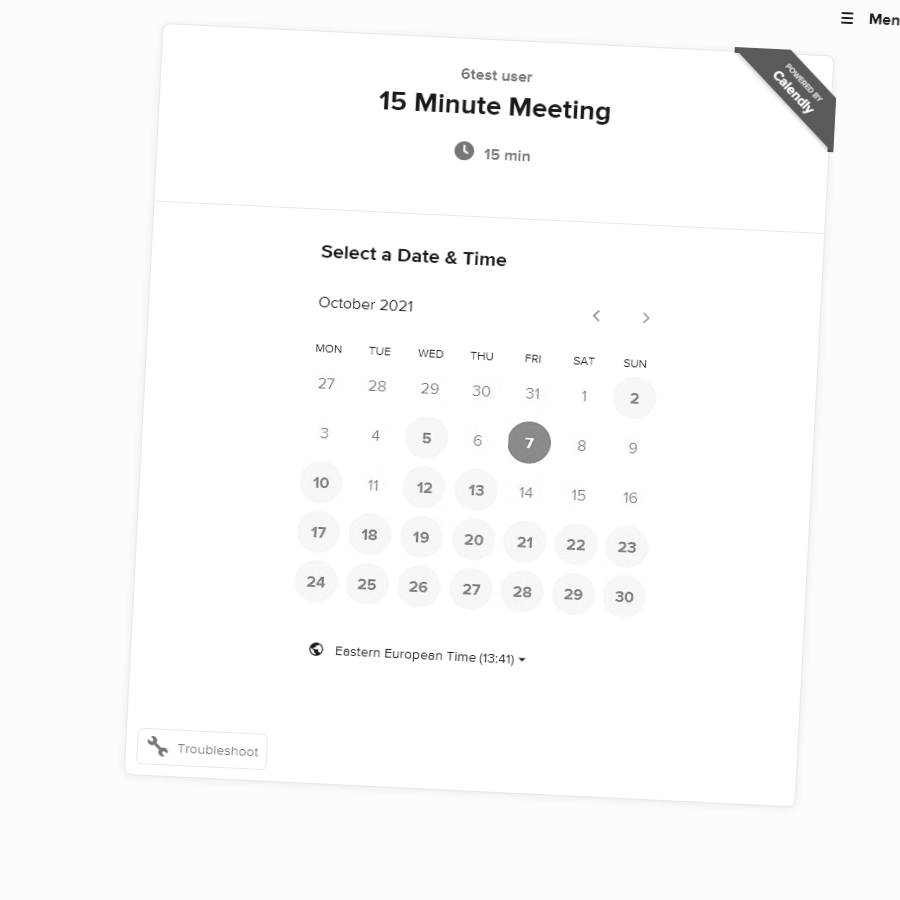 ☰ Men
POWERED BY
Calendly
6test user
15 Minute Meeting
15 min
Select a Date & Time
October 2021
MON TUE WED THU FRI SAT SUN
27 28 29 30 31 1 2
3 4 5 6 7 8 9
10 11 12 13 14 15 16
17 18 19 20 21 22 23
24 25 26 27 28 29 30
Eastern European Time (13:41)
Troubleshoot